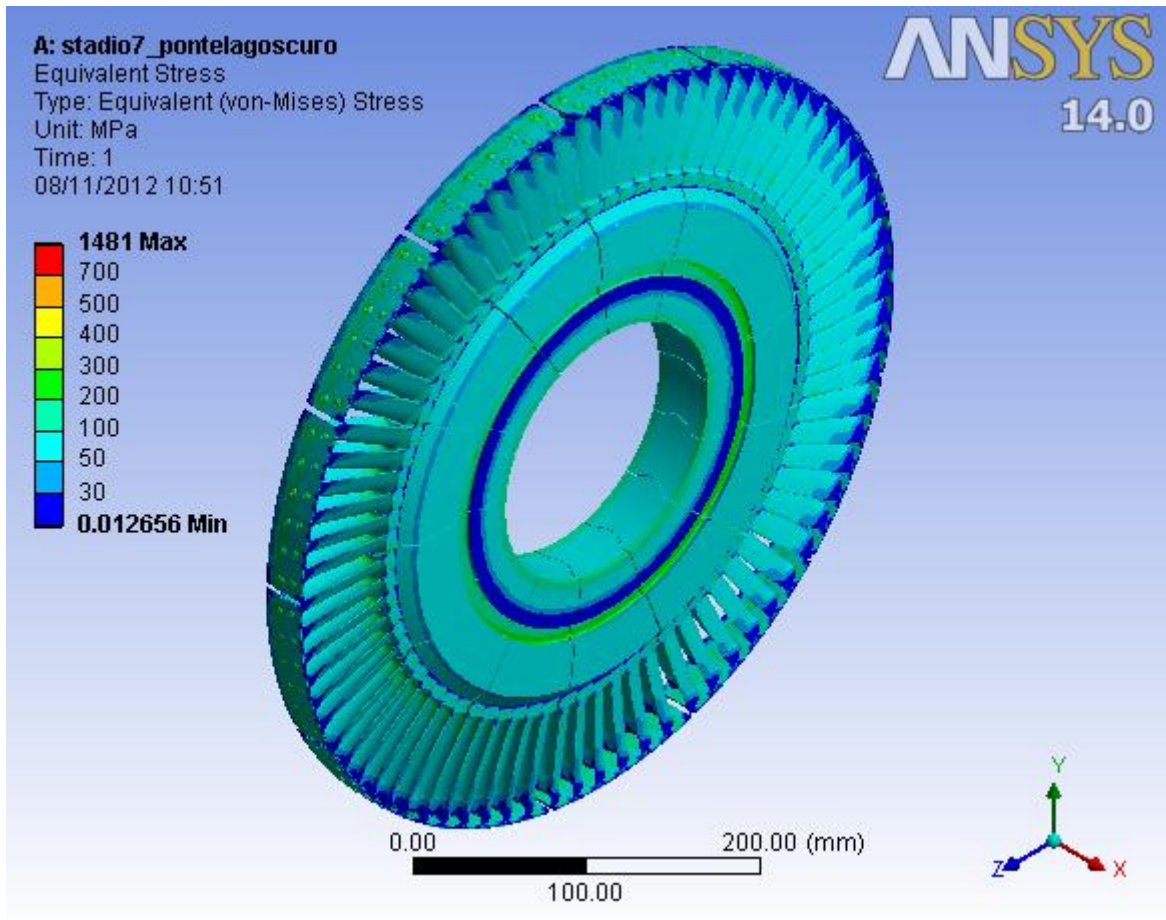 A: stadio7_pontelagoscuro
Equivalent Stress
Type: Equivalent (von-Mises) Stress
Unit: MPa
Time: 1
08/11/2012 10:51
ANSYS
14.0
1481 Max
700
500
400
300
200
100
50
30
0.012656 Min
0.00
200.00 (mm)
100.00
Y
Z
X